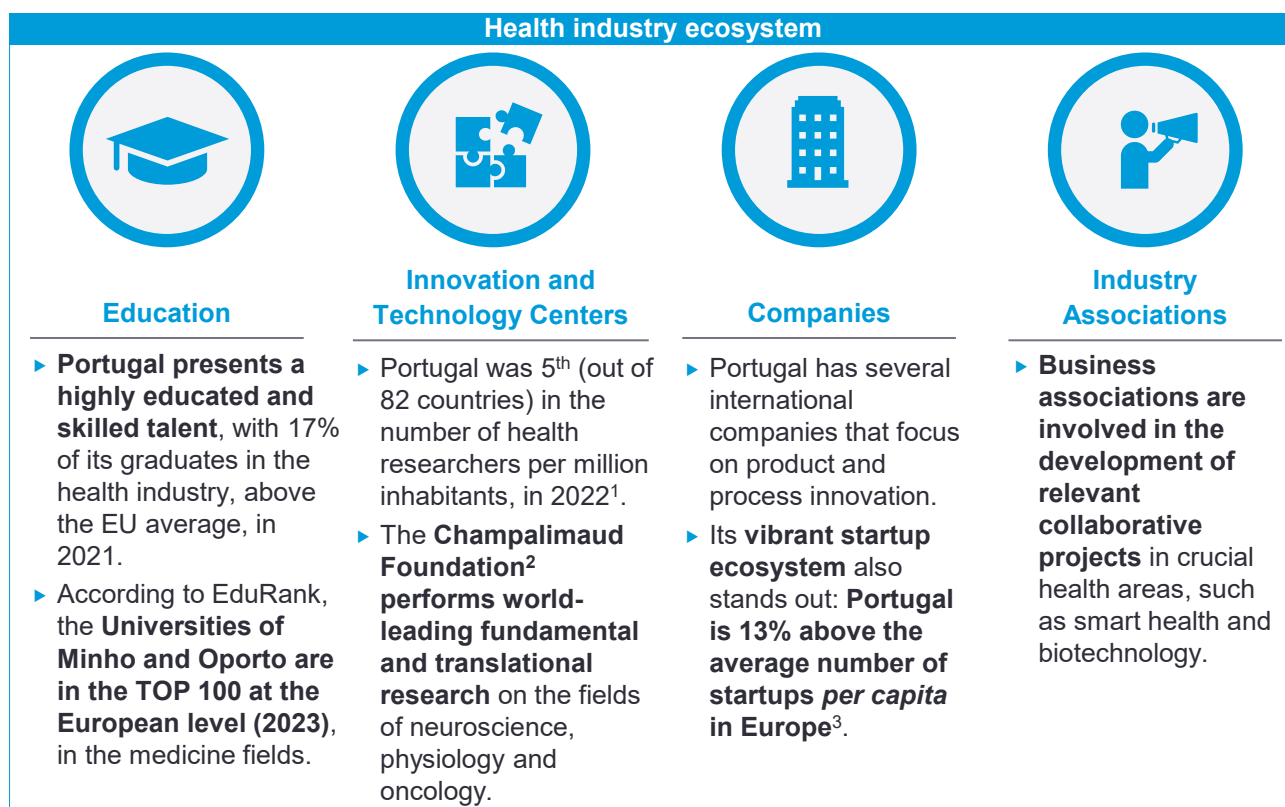 Health industry ecosystem
Education
► Portugal presents a
highly educated and
skilled talent, with 17%
of its graduates in the
health industry, above
the EU average, in
2021.
► According to EduRank,
the Universities of
Minho and Oporto are
in the TOP 100 at the
European level (2023),
in the medicine fields.
Innovation and
Technology Centers
► Portugal was 5th (out of
82 countries) in the
number of health
researchers per million
inhabitants, in 2022¹.
► The Champalimaud
Foundation²
performs world-
leading fundamental
and translational
research on the fields
of neuroscience,
physiology and
oncology.
Companies
► Portugal has several
international
companies that focus
on product and
process innovation.
► Its vibrant startup
ecosystem also
stands out: Portugal
is 13% above the
average number of
startups per capita
in Europe³.
Industry
Associations
► Business
associations are
involved in the
development of
relevant
collaborative
projects in crucial
health areas, such
as smart health and
biotechnology.